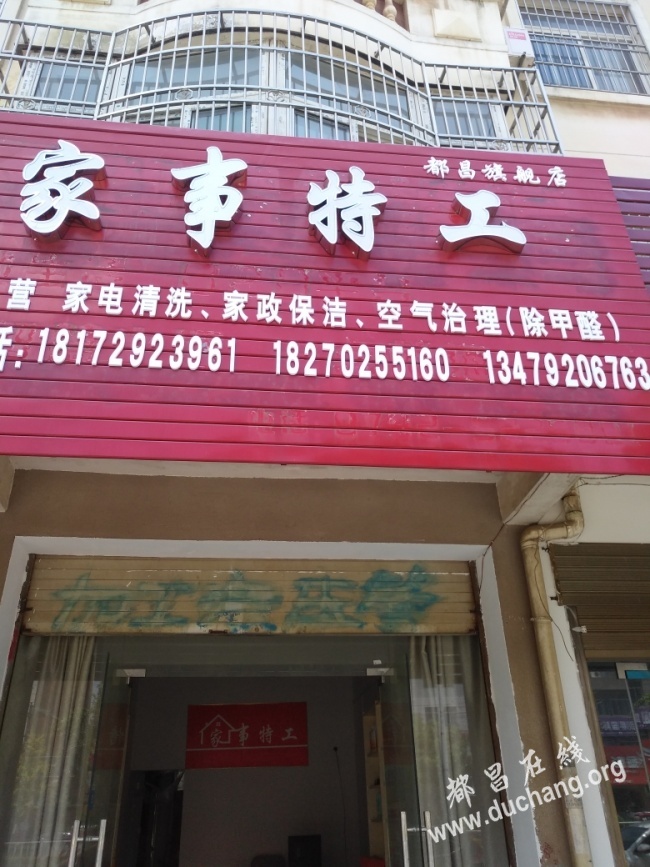 都昌旗舰店
家事特工
营 家电清洗、家政保洁、空气治理(除甲醛)
话:18172923961 18270255160 13479206763
家事特工
都昌在线
www.duchang.org